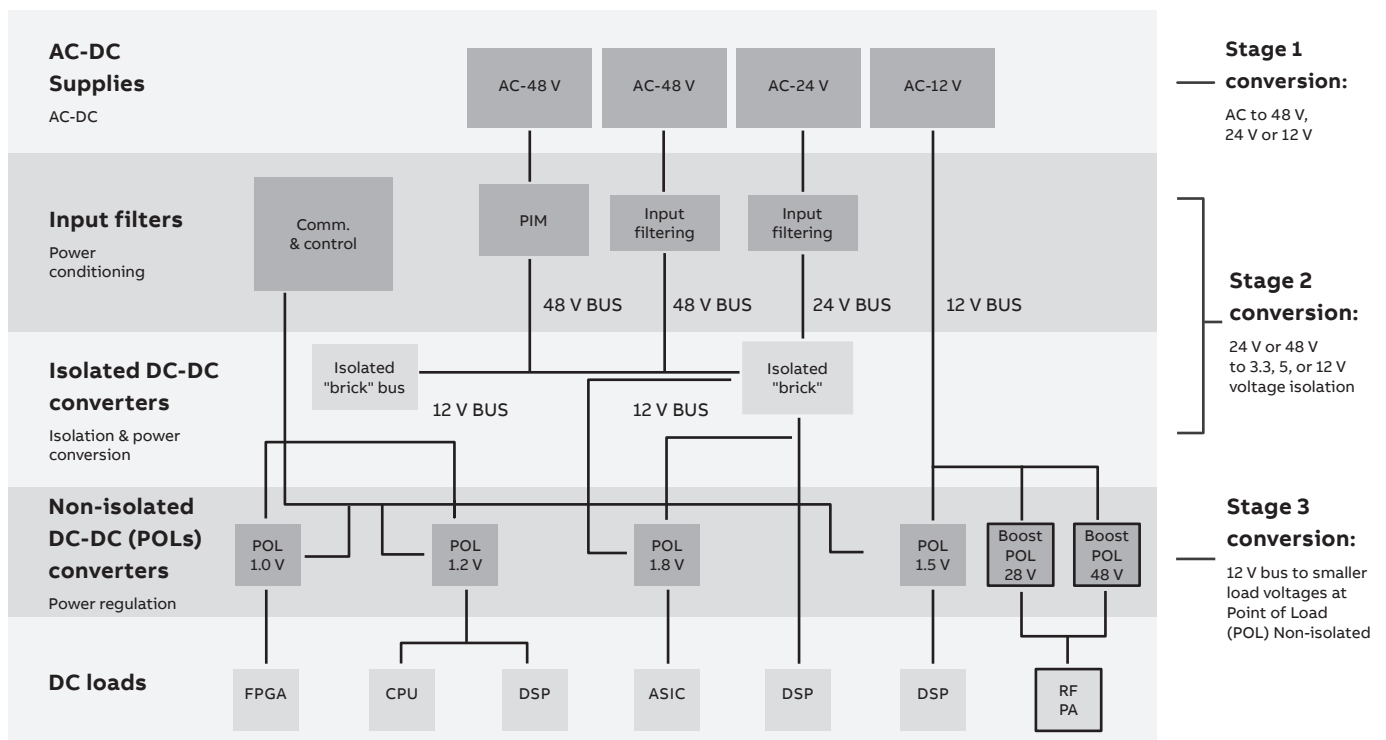 AC-DC
Supplies
AC-DC
AC-48 V
AC-48 V
AC-24 V
AC-12 V
Stage 1
conversion:
AC to 48 V,
24 V or 12 V
Input filters
Power
conditioning
Comm.
& control
PIM
Input
filtering
Input
filtering
48 V BUS
48 V BUS
24 V BUS
12 V BUS
Stage 2
conversion:
24 V or 48 V
to 3.3, 5, or 12 V
voltage isolation
Isolated DC-DC
converters
Isolation & power
conversion
Isolated
"brick" bus
Isolated
"brick"
12 V BUS
12 V BUS
Non-isolated
DC-DC (POLs)
converters
Power regulation
POL
1.0 V
POL
1.2 V
POL
1.8 V
POL
1.5 V
Boost
POL
28 V
Boost
POL
48 V
Stage 3
conversion:
12 V bus to smaller
load voltages at
Point of Load
(POL) Non-isolated
DC loads
FPGA
CPU
DSP
ASIC
DSP
DSP
RF
PA